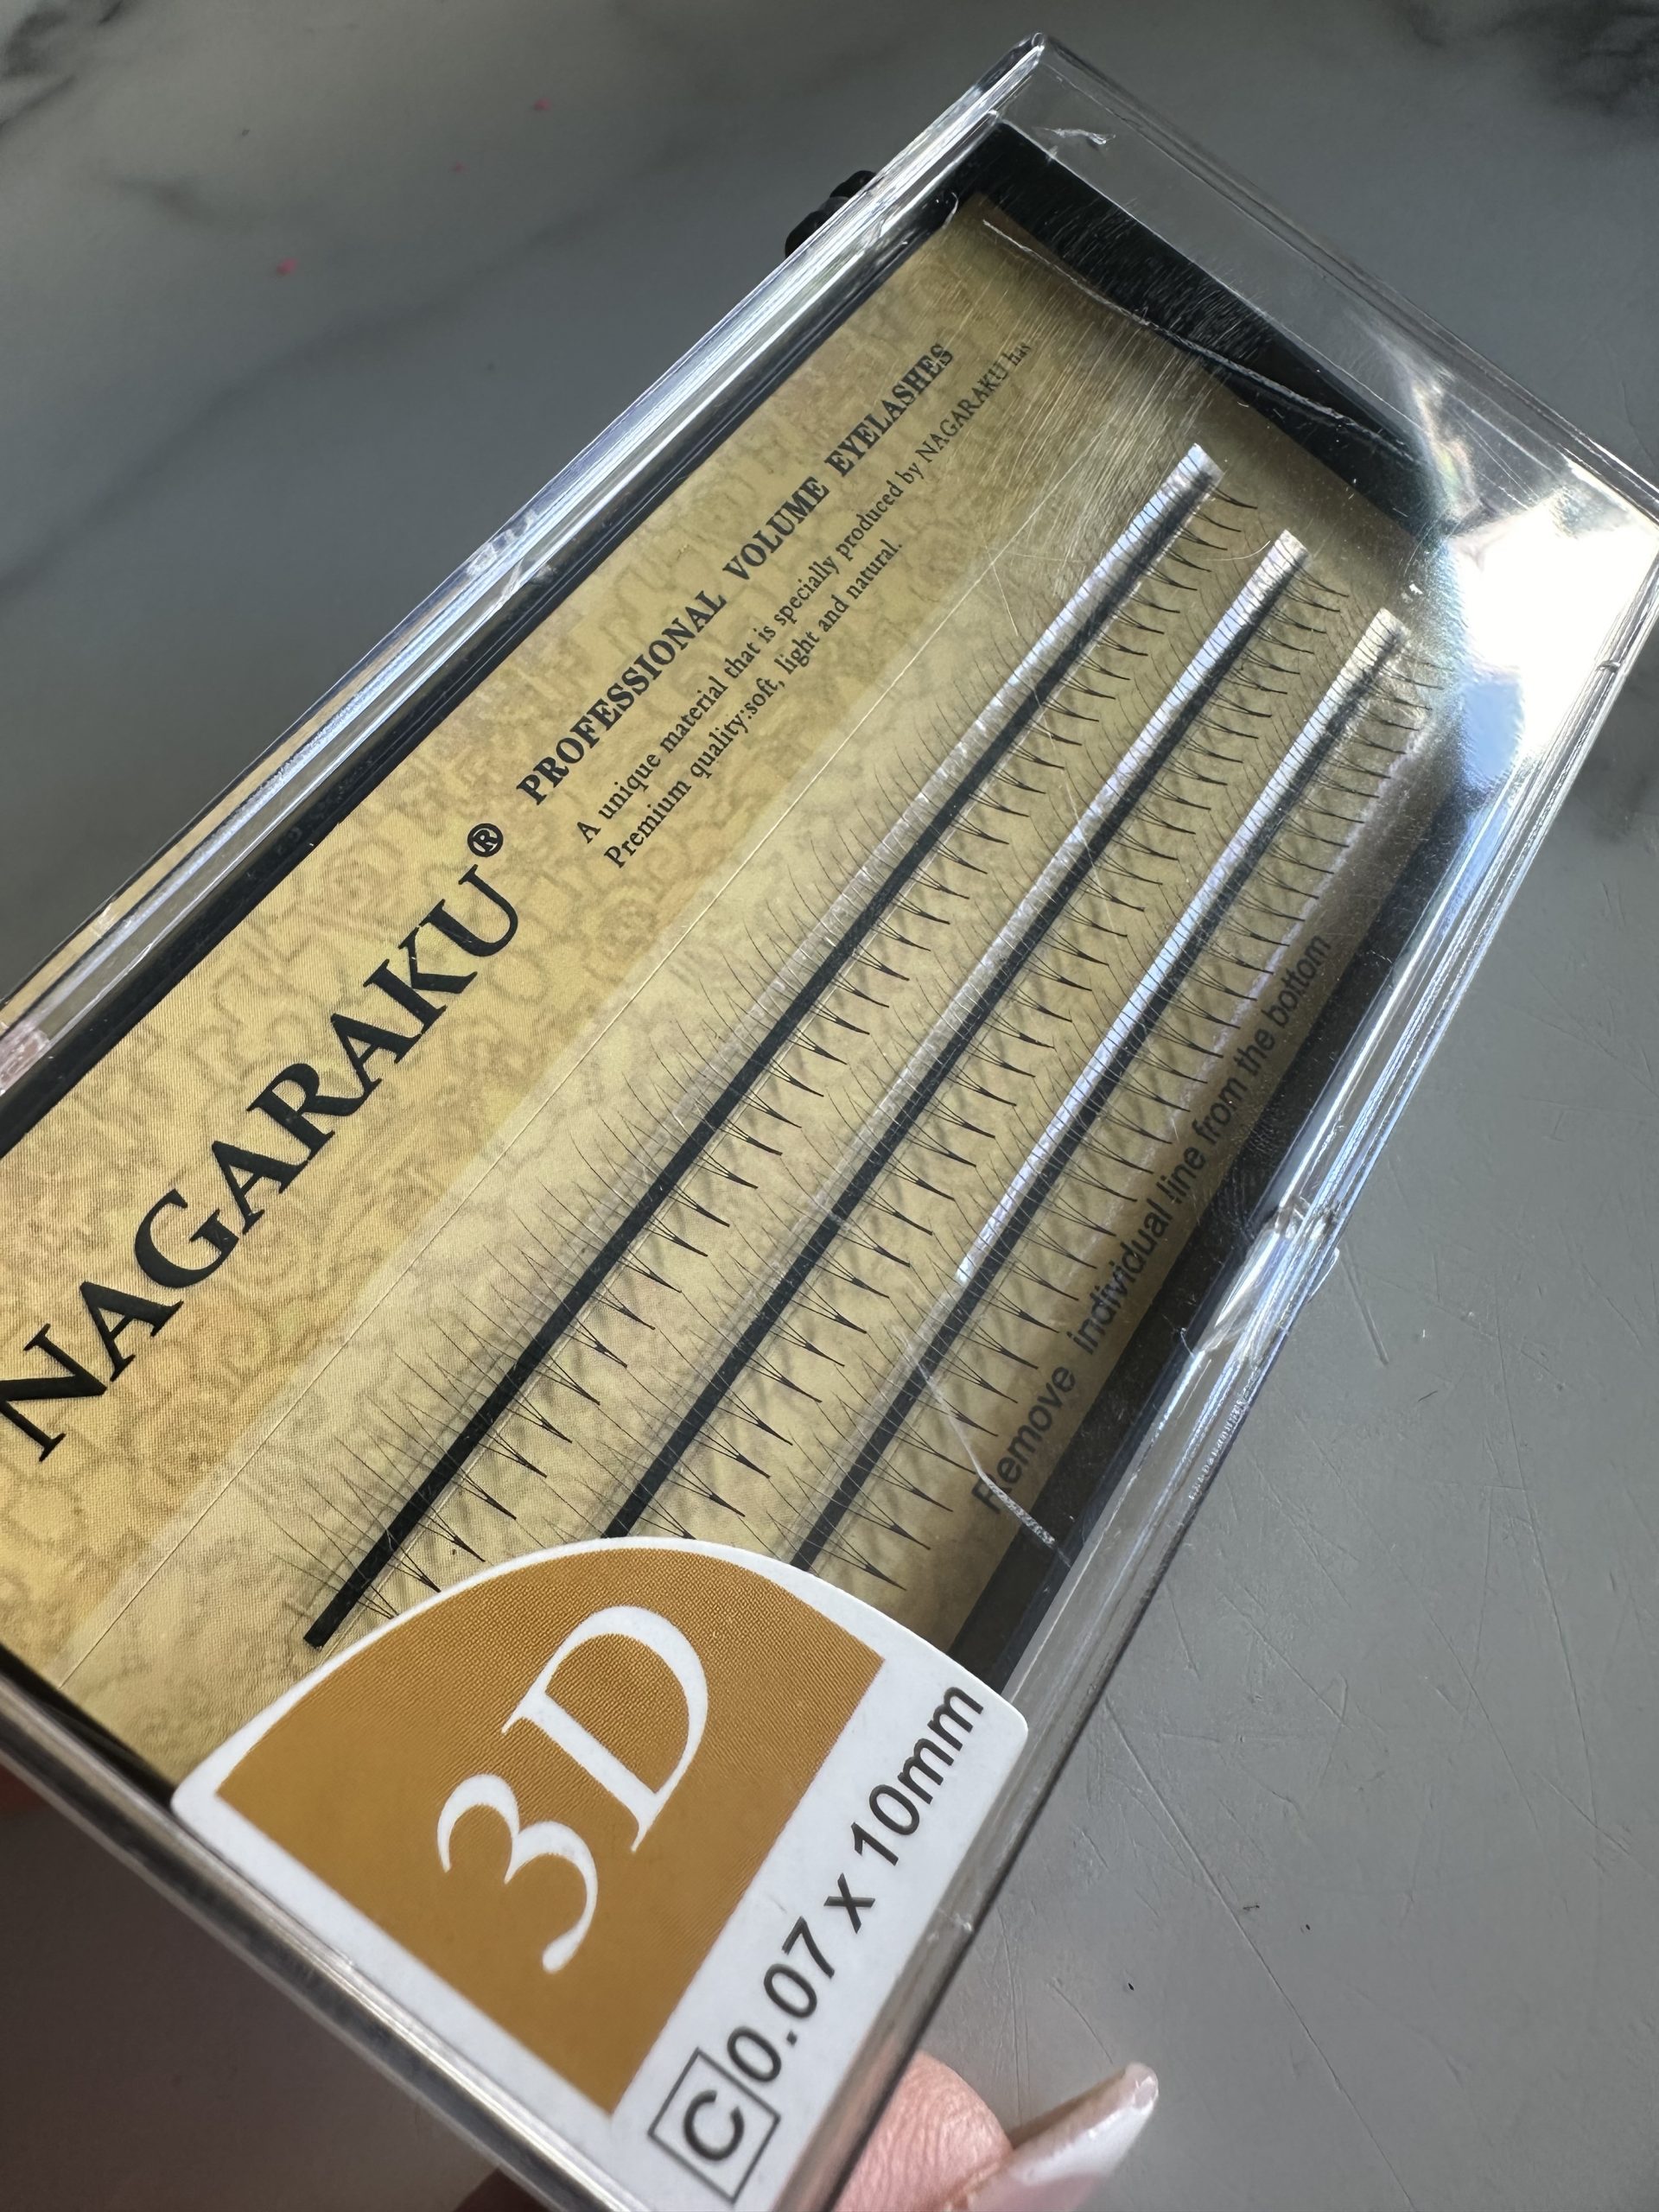 NAGARAKU®
PROFESSIONAL VOLUME EYELASHES
A unique material that is specially produced by NAGARAKU has
Premium quality:soft, light and natural.
Remove individual line from the bottom
3D
C 0.07 x 10mm